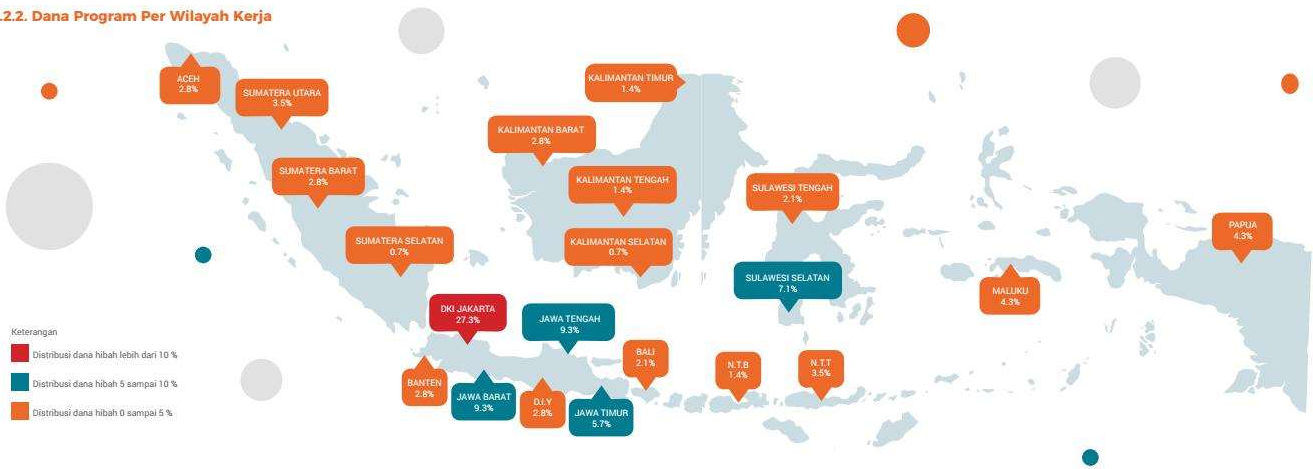 .2.2. Dana Program Per Wilayah Kerja
ACEH
2.8%
SUMATERA UTARA
3.5%
SUMATERA BARAT
2.8%
SUMATERA SELATAN
0.7%
KALIMANTAN TIMUR
1.4%
KALIMANTAN BARAT
2.8%
KALIMANTAN TENGAH
1.4%
KALIMANTAN SELATAN
0.7%
SULAWESI TENGAH
2.1%
SULAWESI SELATAN
7.1%
PAPUA
4.3%
MALUKU
4.3%
DKI JAKARTA
27.3%
JAWA TENGAH
9.3%
BALI
2.1%
N.T.B
1.4%
N.T.T
3.5%
BANTEN
2.8%
JAWA BARAT
9.3%
D.I.Y
2.8%
JAWA TIMUR
5.7%
Keterangan
Distribusi dana hibah lebih dari 10 %
Distribusi dana hibah 5 sampai 10 %
Distribusi dana hibah 0 sampai 5 %